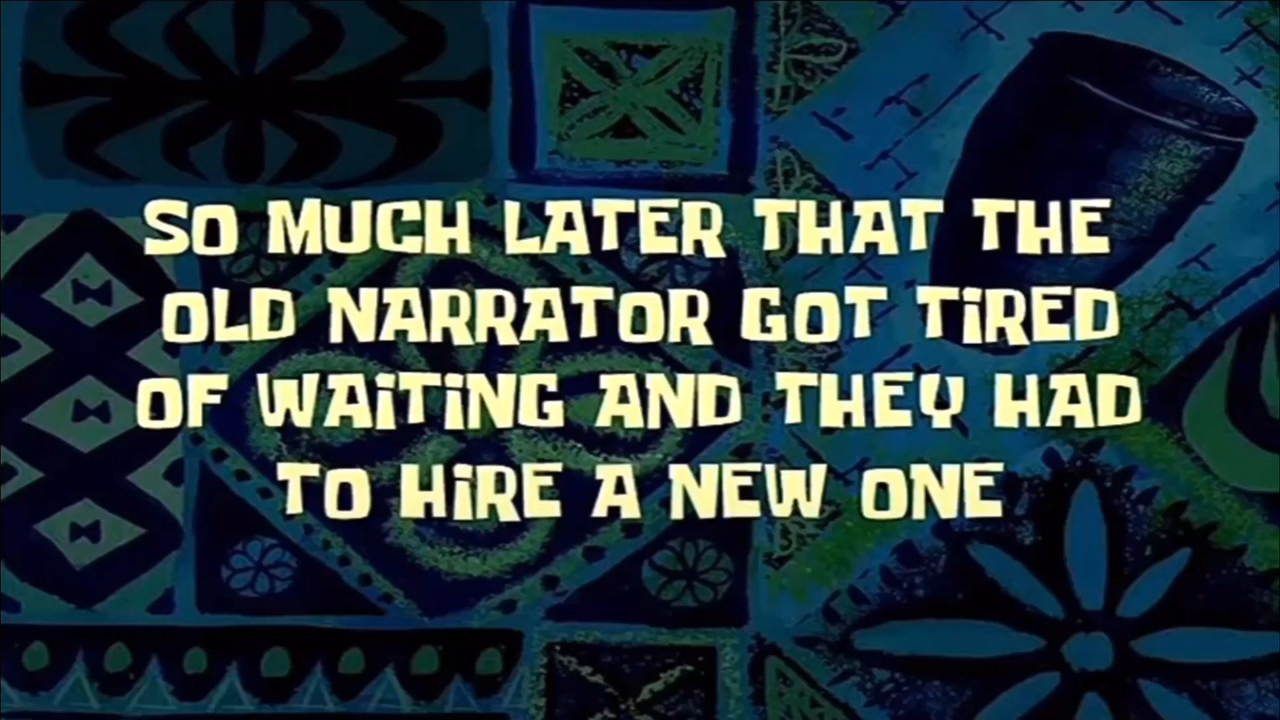 SO MUCH LATER THAT THE
OLD NARRATOR GOT TiRED
OF WAiTiNG AND THEY HAD
TO HiRE A NEW ONE